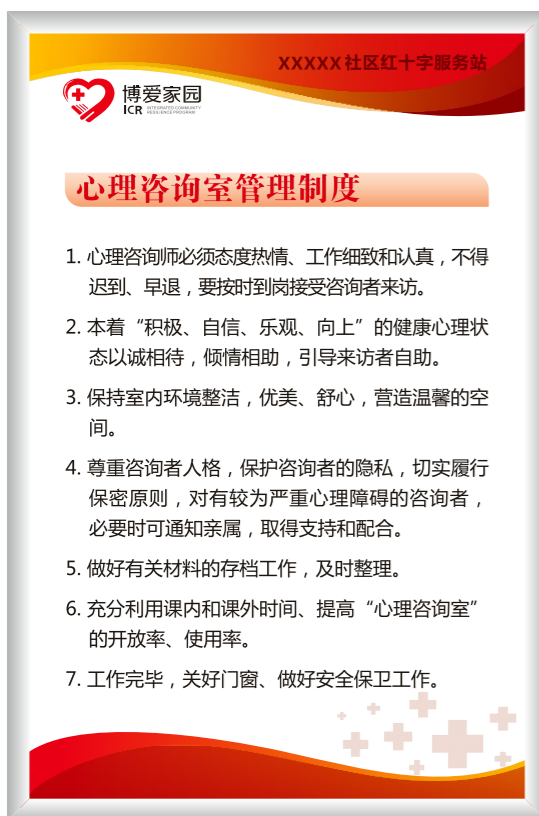 XXXXX社区红十字服务站
博爱家园
ICR INTEGRATED COMMUNITY
RESILIENCE PROGRAM
心理咨询室管理制度
1. 心理咨询师必须态度热情、工作细致和认真，不得
迟到、早退，要按时到岗接受咨询者来访。
2. 本着“积极、自信、乐观、向上”的健康心理状
态以诚相待，倾情相助，引导来访者自助。
3. 保持室内环境整洁，优美、舒心，营造温馨的空
间。
4. 尊重咨询者人格，保护咨询者的隐私，切实履行
保密原则，对有较为严重心理障碍的咨询者，
必要时可通知亲属，取得支持和配合。
5. 做好有关材料的存档工作，及时整理。
6. 充分利用课内和课外时间、提高“心理咨询室”
的开放率、使用率。
7. 工作完毕，关好门窗、做好安全保卫工作。